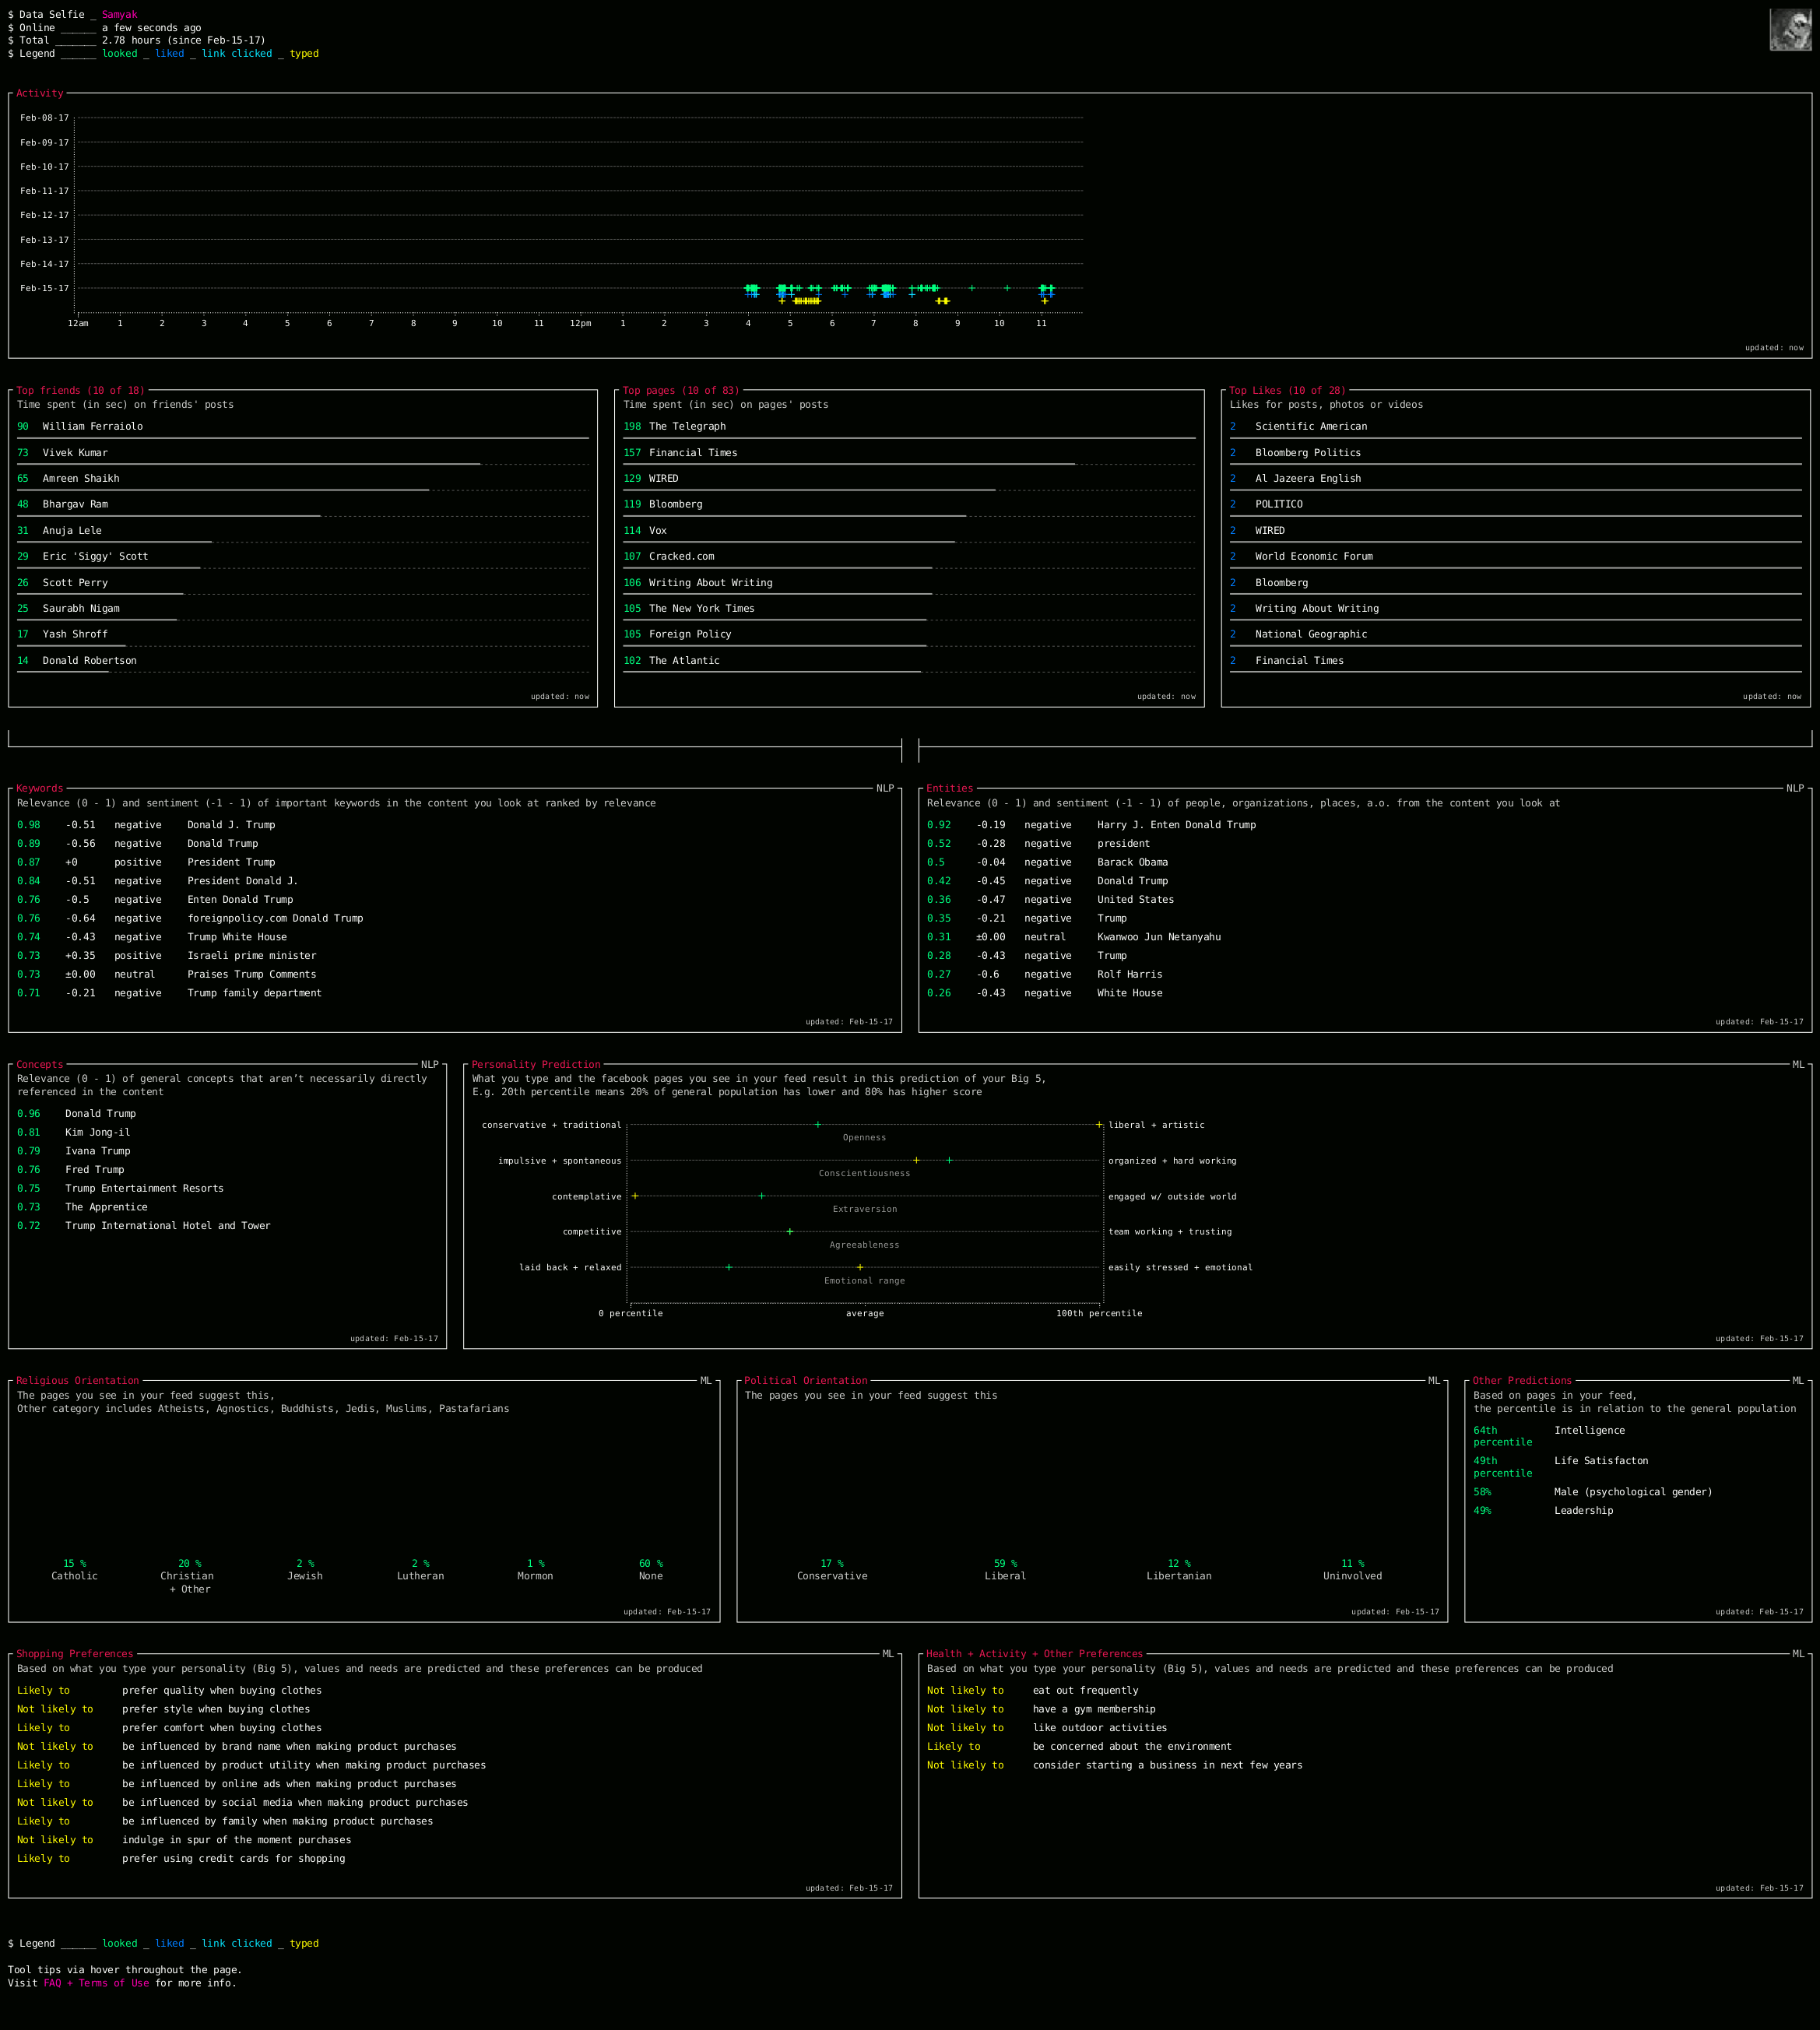 $ Data Selfie _ Samyak
$ Online ______ a few seconds ago
$ Total _______ 2.78 hours (since Feb-15-17)
$ Legend ______ looked _ liked _ link clicked _ typed
Activity
Feb-08-17
Feb-09-17
Feb-10-17
Feb-11-17
Feb-12-17
Feb-13-17
Feb-14-17
Feb-15-17
12am 1 2 3 4 5 6 7 8 9 10 11 12pm 1 2 3 4 5 6 7 8 9 10 11
updated: now
Top friends (10 of 18)
Time spent (in sec) on friends' posts
90 William Ferraiolo
73 Vivek Kumar
65 Amreen Shaikh
48 Bhargav Ram
31 Anuja Lele
29 Eric 'Siggy' Scott
26 Scott Perry
25 Saurabh Nigam
17 Yash Shroff
14 Donald Robertson
updated: now
Top pages (10 of 83)
Time spent (in sec) on pages' posts
198 The Telegraph
157 Financial Times
129 WIRED
119 Bloomberg
114 Vox
107 Cracked.com
106 Writing About Writing
105 The New York Times
105 Foreign Policy
102 The Atlantic
updated: now
Top Likes (10 of 28)
Likes for posts, photos or videos
2 Scientific American
2 Bloomberg Politics
2 Al Jazeera English
2 POLITICO
2 WIRED
2 World Economic Forum
2 Bloomberg
2 Writing About Writing
2 National Geographic
2 Financial Times
updated: now
Keywords NLP
Relevance (0 - 1) and sentiment (-1 - 1) of important keywords in the content you look at ranked by relevance
0.98 -0.51 negative Donald J. Trump
0.89 -0.56 negative Donald Trump
0.87 +0 positive President Trump
0.84 -0.51 negative President Donald J.
0.76 -0.5 negative Enten Donald Trump
0.76 -0.64 negative foreignpolicy.com Donald Trump
0.74 -0.43 negative Trump White House
0.73 +0.35 positive Israeli prime minister
0.73 ±0.00 neutral Praises Trump Comments
0.71 -0.21 negative Trump family department
updated: Feb-15-17
Entities NLP
Relevance (0 - 1) and sentiment (-1 - 1) of people, organizations, places, a.o. from the content you look at
0.92 -0.19 negative Harry J. Enten Donald Trump
0.52 -0.28 negative president
0.5 -0.04 negative Barack Obama
0.42 -0.45 negative Donald Trump
0.36 -0.47 negative United States
0.35 -0.21 negative Trump
0.31 ±0.00 neutral Kwanwoo Jun Netanyahu
0.28 -0.43 negative Trump
0.27 -0.6 negative Rolf Harris
0.26 -0.43 negative White House
updated: Feb-15-17
Concepts NLP
Relevance (0 - 1) of general concepts that aren’t necessarily directly
referenced in the content
0.96 Donald Trump
0.81 Kim Jong-il
0.79 Ivana Trump
0.76 Fred Trump
0.75 Trump Entertainment Resorts
0.73 The Apprentice
0.72 Trump International Hotel and Tower
updated: Feb-15-17
Personality Prediction ML
What you type and the facebook pages you see in your feed result in this prediction of your Big 5,
E.g. 20th percentile means 20% of general population has lower and 80% has higher score
conservative + traditional liberal + artistic
Openness
impulsive + spontaneous organized + hard working
Conscientiousness
contemplative engaged w/ outside world
Extraversion
competitive team working + trusting
Agreeableness
laid back + relaxed easily stressed + emotional
Emotional range
0 percentile average 100th percentile
updated: Feb-15-17
Religious Orientation ML
The pages you see in your feed suggest this,
Other category includes Atheists, Agnostics, Buddhists, Jedis, Muslims, Pastafarians
15 % 20 % 2 % 2 % 1 % 60 %
Catholic Christian Jewish Lutheran Mormon None
+ Other
updated: Feb-15-17
Political Orientation ML
The pages you see in your feed suggest this
17 % 59 % 12 % 11 %
Conservative Liberal Libertanian Uninvolved
updated: Feb-15-17
Other Predictions ML
Based on pages in your feed,
the percentile is in relation to the general population
64th Intelligence
percentile
49th Life Satisfacton
percentile
58% Male (psychological gender)
49% Leadership
updated: Feb-15-17
Shopping Preferences ML
Based on what you type your personality (Big 5), values and needs are predicted and these preferences can be produced
Likely to prefer quality when buying clothes
Not likely to prefer style when buying clothes
Likely to prefer comfort when buying clothes
Not likely to be influenced by brand name when making product purchases
Likely to be influenced by product utility when making product purchases
Likely to be influenced by online ads when making product purchases
Not likely to be influenced by social media when making product purchases
Likely to be influenced by family when making product purchases
Not likely to indulge in spur of the moment purchases
Likely to prefer using credit cards for shopping
updated: Feb-15-17
Health + Activity + Other Preferences ML
Based on what you type your personality (Big 5), values and needs are predicted and these preferences can be produced
Not likely to eat out frequently
Not likely to have a gym membership
Not likely to like outdoor activities
Likely to be concerned about the environment
Not likely to consider starting a business in next few years
updated: Feb-15-17
$ Legend ______ looked _ liked _ link clicked _ typed
Tool tips via hover throughout the page.
Visit FAQ + Terms of Use for more info.